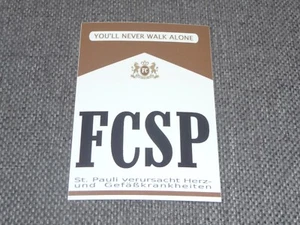 YOU'LL NEVER WALK ALONE
FCSP
St. Pauli verursacht Herz-
und Gefäßkrankheiten